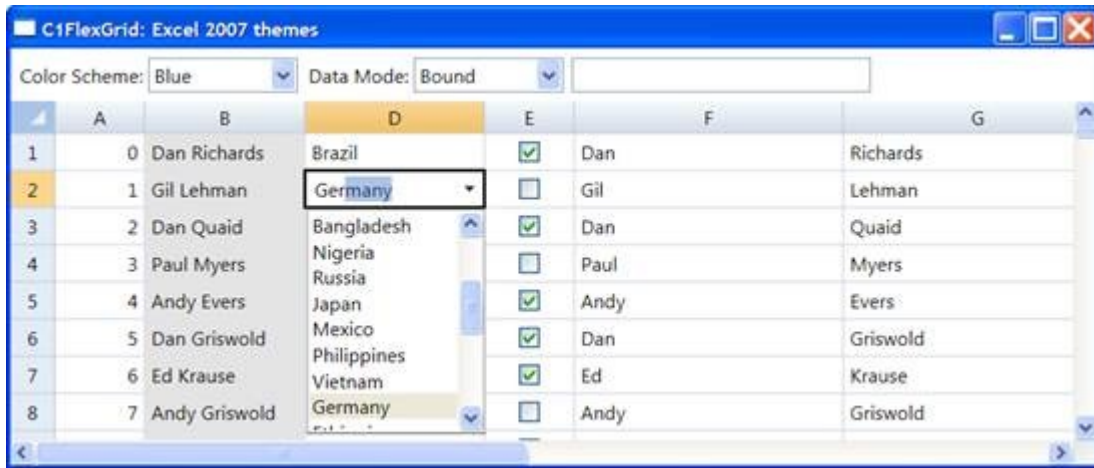 C1FlexGrid: Excel 2007 themes
Color Scheme: Blue Data Mode: Bound
A B D E F G
1 0 Dan Richards Brazil Dan Richards
2 1 Gil Lehman Germany Gil Lehman
3 2 Dan Quaid Bangladesh Dan Quaid
Nigeria
4 3 Paul Myers Russia Paul Myers
5 4 Andy Evers Japan Andy Evers
Mexico
6 5 Dan Griswold Philippines Dan Griswold
7 6 Ed Krause Vietnam Ed Krause
8 7 Andy Griswold Germany Andy Griswold